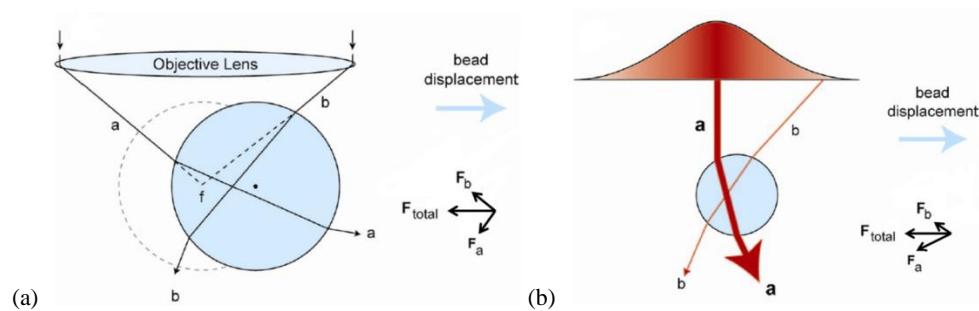 Objective Lens
a
b
f
a
b
bead
displacement
F_b
F_total
F_a
(a)
a
b
b
a
bead
displacement
F_b
F_total
F_a
(b)